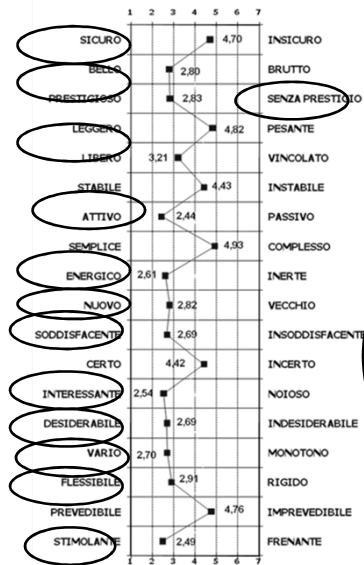 1 2 3 4 5 6 7
SICURO 4,70 INSICURO
BELLO 2,80 BRUTTO
PRESTIGIOSO 2,83 SENZA PRESTIGIO
LEGGERO 4,82 PESANTE
LIBERO 3,21 VINCOLATO
STABILE 4,43 INSTABILE
ATTIVO 2,44 PASSIVO
SEMPLICE 4,93 COMPLESSO
ENERGICO 2,61 INERTE
NUOVO 2,82 VECCHIO
SODDISFACENTE 2,69 INSODDISFACENTE
CERTO 4,42 INCERTO
INTERESSANTE 2,54 NOIOSO
DESIDERABILE 2,69 INDESIDERABILE
VARIO 2,70 MONOTONO
FLESSIBILE 2,91 RIGIDO
PREVEDIBILE 4,76 IMPREVEDIBILE
STIMOLANTE 2,49 FRENANTE
1 2 3 4 5 6 7